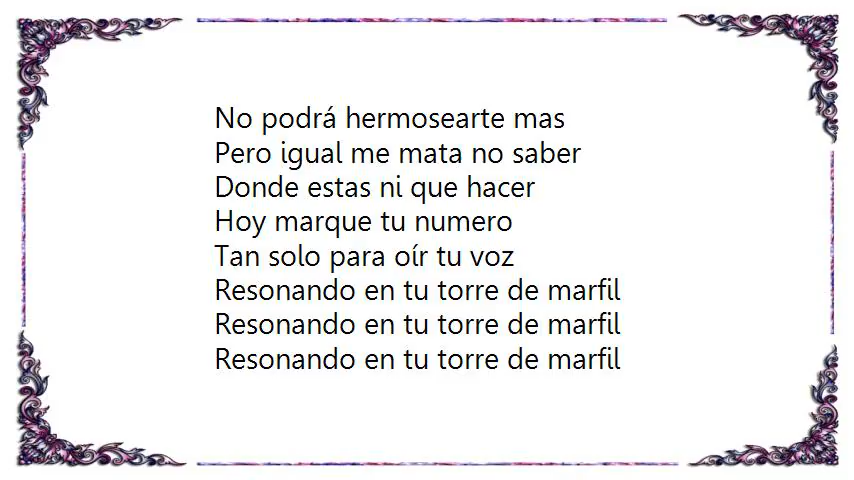 No podrá hermosearte mas
Pero igual me mata no saber
Donde estas ni que hacer
Hoy marque tu numero
Tan solo para oír tu voz
Resonando en tu torre de marfil
Resonando en tu torre de marfil
Resonando en tu torre de marfil